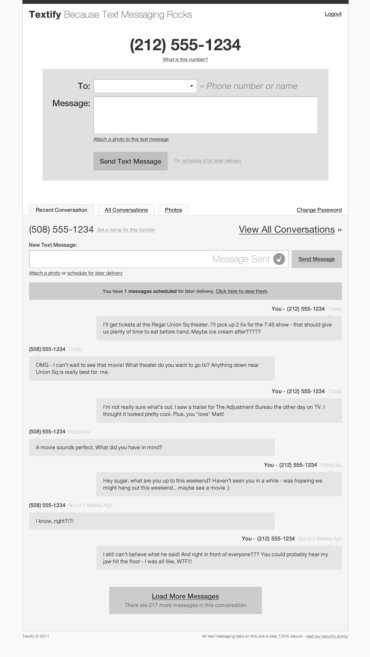 Textify Because Text Messaging Rocks
Logout
(212) 555-1234
What is this number?
To:
« Phone number or name
Message:
Attach a photo to this text message
Send Text Message
Or, schedule it for later delivery
Recent Conversation
All Conversations
Photos
Change Password
(508) 555-1234 Set a name for this number
View All Conversations »
New Text Message:
Message Sent
Send Message
Attach a photo or schedule for later delivery
You have 1 messages scheduled for later delivery. Click here to view them.
You - (212) 555-1234 Today
I'll get tickets at the Regal Union Sq theater. I'll pick up 2 tix for the 7:45 show - that should give
us plenty of time to eat before hand. Maybe ice cream after?????
(508) 555-1234 Today
OMG - I can't wait to see that movie! What theater do you want to go to? Anything down near
Union Sq is really best for me.
You - (212) 555-1234 Today
I'm not really sure what's out. I saw a trailer for The Adjustment Bureau the other day on TV. I
thought it looked pretty cool. Plus, you "love" Matt!
(508) 555-1234 Yesterday
A movie sounds perfect. What did you have in mind?
You - (212) 555-1234 Yesterday
Hey sugar, what are you up to this weekend? Haven't seen you in a while - was hopeing we
might hang out this weekend... maybe see a movie :)
(508) 555-1234 About 3 Weeks Ago
I know, right?!?!
You - (212) 555-1234 About 3 Weeks Ago
I still can't believe what he said! And right in front of everyone??? You could probably hear my
jaw hit the floor - I was all like, WTF!!!
Load More Messages
There are 217 more messages in this conversation
Textify © 2011
All text messaging data on this site is kept 100% secure - read our security policy